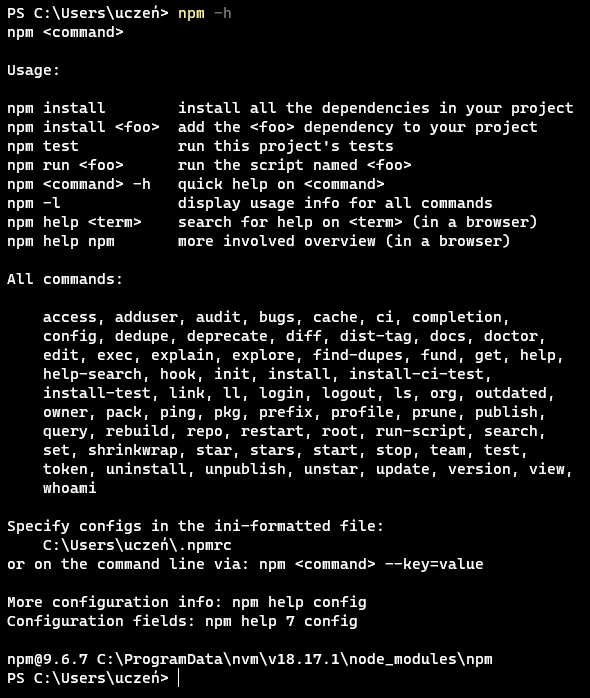 PS C:\Users\uczeń> npm -h
npm <command>

Usage:

npm install        install all the dependencies in your project
npm install <foo>  add the <foo> dependency to your project
npm test           run this project's tests
npm run <foo>      run the script named <foo>
npm <command> -h   quick help on <command>
npm -l             display usage info for all commands
npm help <term>    search for help on <term> (in a browser)
npm help npm       more involved overview (in a browser)

All commands:

    access, adduser, audit, bugs, cache, ci, completion,
    config, dedupe, deprecate, diff, dist-tag, docs, doctor,
    edit, exec, explain, explore, find-dupes, fund, get, help,
    help-search, hook, init, install, install-ci-test,
    install-test, link, ll, login, logout, ls, org, outdated,
    owner, pack, ping, pkg, prefix, profile, prune, publish,
    query, rebuild, repo, restart, root, run-script, search,
    set, shrinkwrap, star, stars, start, stop, team, test,
    token, uninstall, unpublish, unstar, update, version, view,
    whoami

Specify configs in the ini-formatted file:
    C:\Users\uczeń\.npmrc
or on the command line via: npm <command> --key=value

More configuration info: npm help config
Configuration fields: npm help 7 config

npm@9.6.7 C:\ProgramData\nvm\v18.17.1\node_modules\npm
PS C:\Users\uczeń>